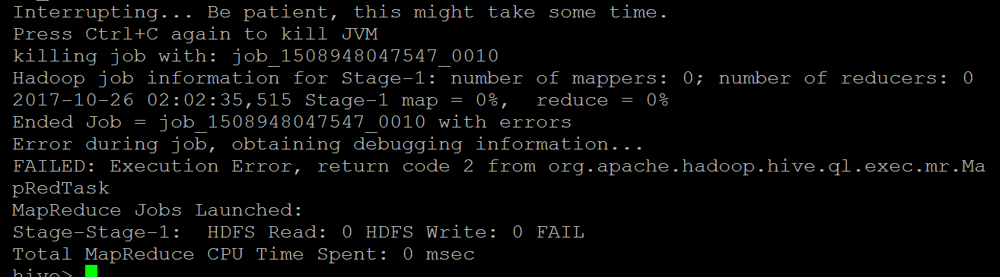 Interrupting... Be patient, this might take some time.
Press Ctrl+C again to kill JVM
killing job with: job_1508948047547_0010
Hadoop job information for Stage-1: number of mappers: 0; number of reducers: 0
2017-10-26 02:02:35,515 Stage-1 map = 0%,  reduce = 0%
Ended Job = job_1508948047547_0010 with errors
Error during job, obtaining debugging information...
FAILED: Execution Error, return code 2 from org.apache.hadoop.hive.ql.exec.mr.Ma
pRedTask
MapReduce Jobs Launched:
Stage-Stage-1:  HDFS Read: 0 HDFS Write: 0 FAIL
Total MapReduce CPU Time Spent: 0 msec
hive>